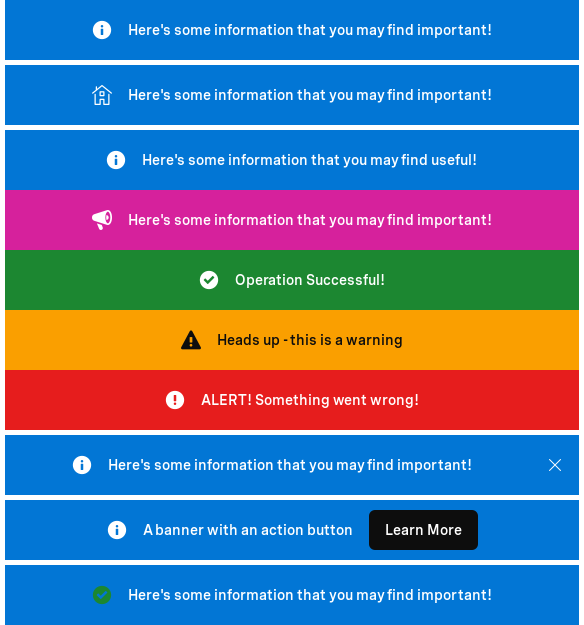 Here's some information that you may find important!
Here's some information that you may find important!
Here's some information that you may find useful!
Here's some information that you may find important!
Operation Successful!
Heads up - this is a warning
ALERT! Something went wrong!
Here's some information that you may find important!
A banner with an action button Learn More
Here's some information that you may find important!